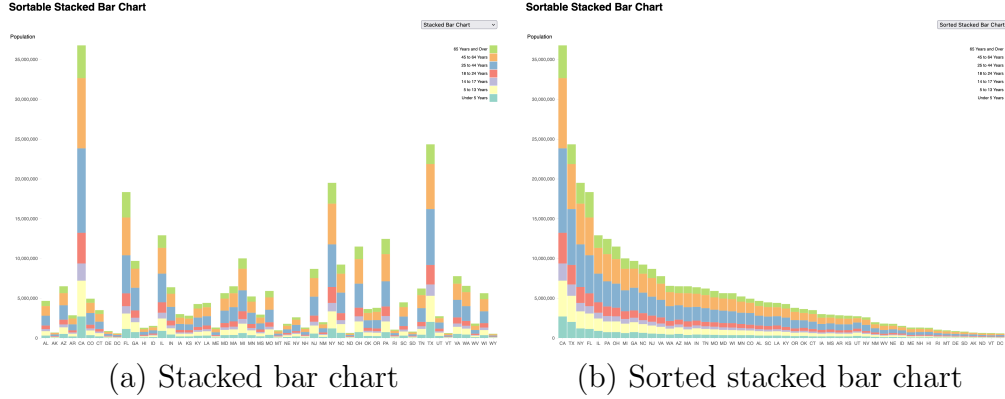 Sortable Stacked Bar Chart
Stacked Bar Chart
Population
65 Years and Over
45 to 64 Years
25 to 44 Years
18 to 24 Years
14 to 17 Years
5 to 13 Years
Under 5 Years
35,000,000
30,000,000
25,000,000
20,000,000
15,000,000
10,000,000
5,000,000
0
AL AK AZ AR CA CO CT DE DC FL GA HI ID IL IN IA KS KY LA ME MD MA MI MN MS MO MT NE NV NH NJ NM NY NC ND OH OK OR PA RI SC SD TN TX UT VT VA WA WV WI WY
(a) Stacked bar chart
Sortable Stacked Bar Chart
Sorted Stacked Bar Chart
Population
65 Years and Over
45 to 64 Years
25 to 44 Years
18 to 24 Years
14 to 17 Years
5 to 13 Years
Under 5 Years
35,000,000
30,000,000
25,000,000
20,000,000
15,000,000
10,000,000
5,000,000
0
CA TX NY FL IL PA OH MI GA NC NJ VA WA AZ MA IN TN MO MD WI MN CO AL SC LA KY OR OK CT IA MS AR KS UT NV NM WV NE ID ME NH HI RI MT DE SD AK ND VT DC
(b) Sorted stacked bar chart